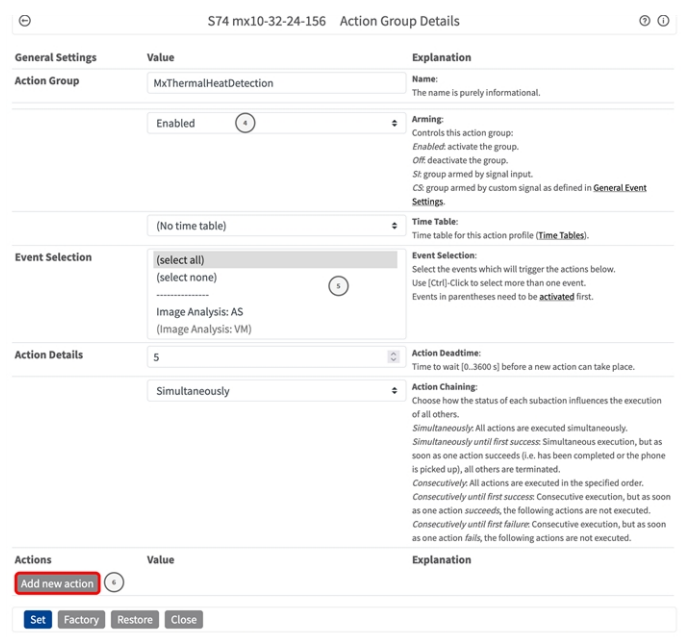 S74 mx10-32-24-156 Action Group Details
General Settings Value Explanation
Action Group MxThermalHeatDetection Name:
The name is purely informational.
Enabled 4 Arming:
Controls this action group:
Enabled: activate the group.
Off: deactivate the group.
SI: group armed by signal input.
CS: group armed by custom signal as defined in General Event
Settings.
(No time table) Time Table:
Time table for this action profile (Time Tables).
Event Selection (select all) Event Selection:
(select none) Select the events which will trigger the actions below.
--------------- 5 Use [Ctrl]-Click to select more than one event.
Image Analysis: AS Events in parentheses need to be activated first.
(Image Analysis: VM)
Action Details 5 Action Deadtime:
Time to wait [0..3600 s] before a new action can take place.
Simultaneously Action Chaining:
Choose how the status of each subaction influences the execution
of all others.
Simultaneously: All actions are executed simultaneously.
Simultaneously until first success: Simultaneous execution, but as
soon as one action succeeds (i.e. has been completed or the phone
is picked up), all others are terminated.
Consecutively: All actions are executed in the specified order.
Consecutively until first success: Consecutive execution, but as soon
as one action succeeds, the following actions are not executed.
Consecutively until first failure: Consecutive execution, but as soon
as one action fails, the following actions are not executed.
Actions Value Explanation
Add new action 6
Set Factory Restore Close